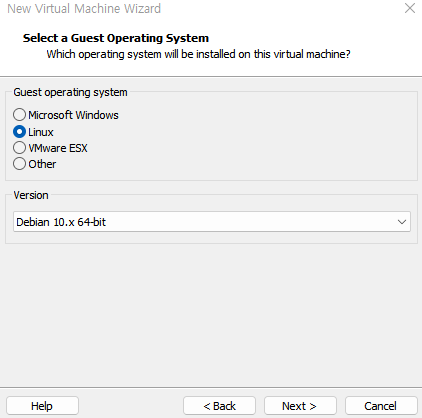 New Virtual Machine Wizard
Select a Guest Operating System
Which operating system will be installed on this virtual machine?
Guest operating system
Microsoft Windows
Linux
VMware ESX
Other
Version
Debian 10.x 64-bit
Help
< Back
Next >
Cancel